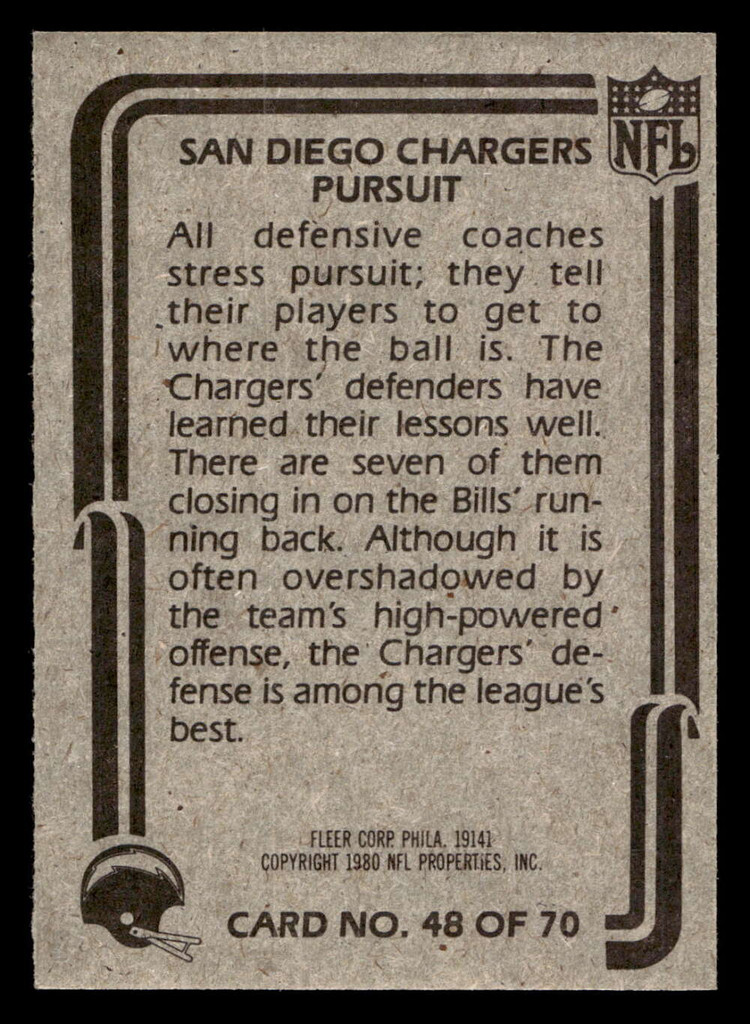 NFL
SAN DIEGO CHARGERS
PURSUIT
All defensive coaches
stress pursuit; they tell
their players to get to
where the ball is. The
Chargers' defenders have
learned their lessons well.
There are seven of them
closing in on the Bills' run-
ning back. Although it is
often overshadowed by
the team's high-powered
offense, the Chargers' de-
fense is among the league's
best.
FLEER CORP. PHILA. 19141
COPYRIGHT 1980 NFL PROPERTIES, INC.
CARD NO. 48 OF 70